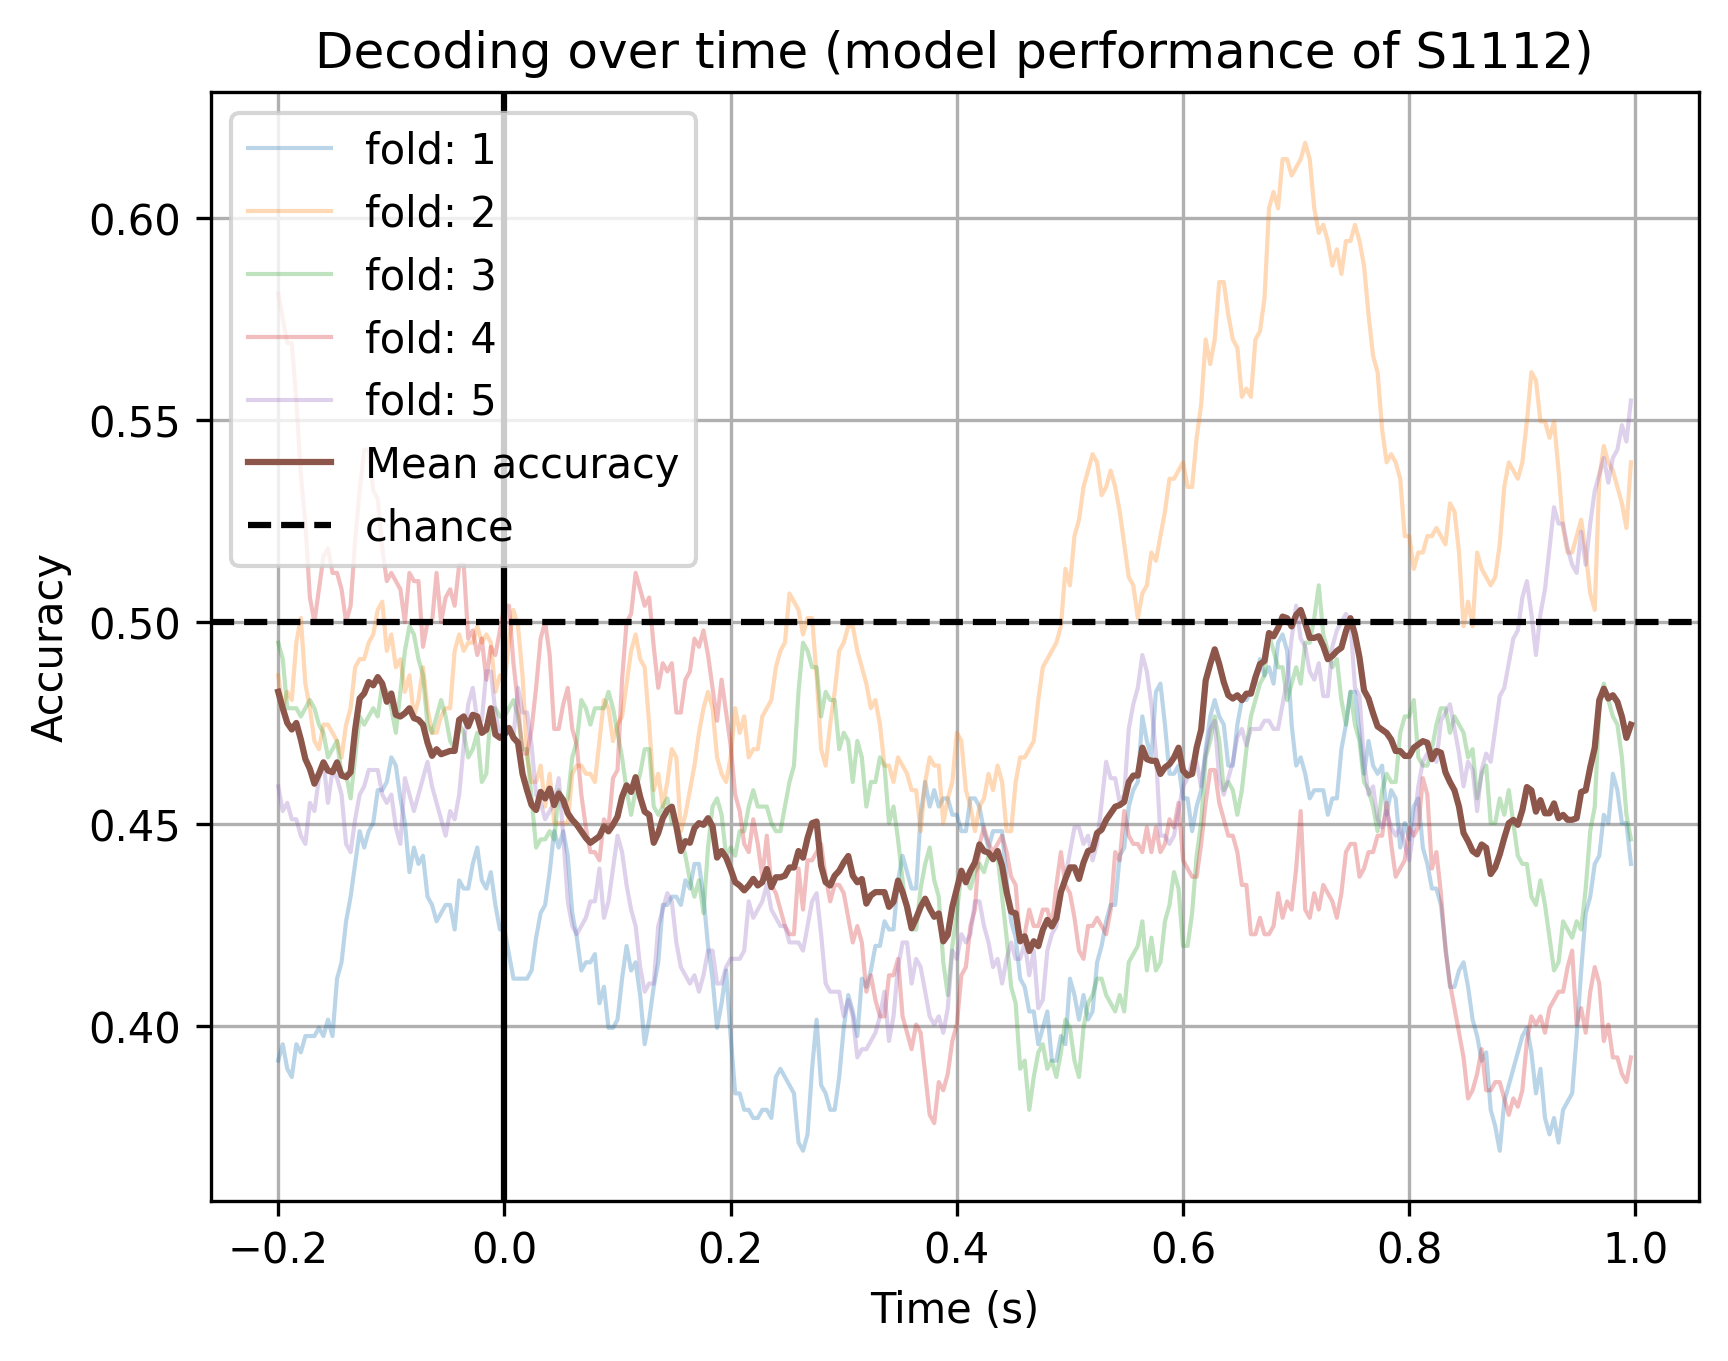 Decoding over time (model performance of S1112)
fold: 1
fold: 2
fold: 3
fold: 4
fold: 5
Mean accuracy
chance
Accuracy
0.60
0.55
0.50
0.45
0.40
−0.2 0.0 0.2 0.4 0.6 0.8 1.0
Time (s)